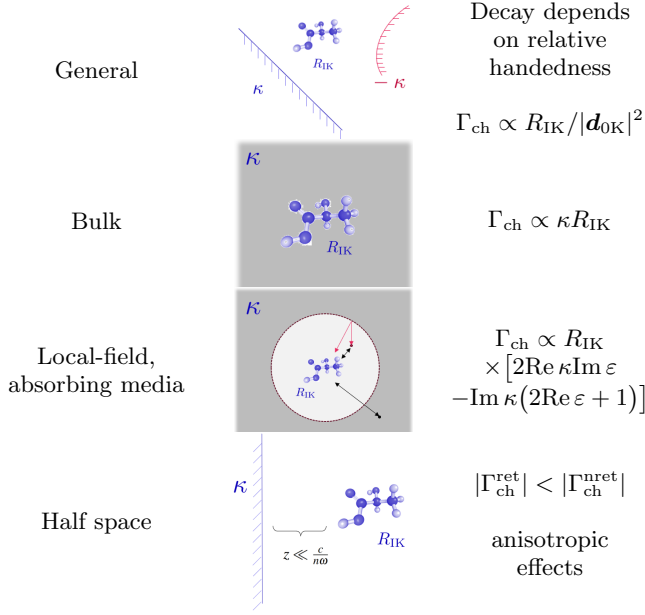 General
R_IK
κ
− κ
Decay depends
on relative
handedness
Γ_ch ∝ R_IK/|d_0K|²
Bulk
κ
R_IK
Γ_ch ∝ κR_IK
Local-field,
absorbing media
κ
R_IK
Γ_ch ∝ R_IK
×[2Re κIm ε
−Im κ(2Re ε + 1)]
Half space
κ
z ≪ c/nω
R_IK
|Γ_ch^ret| < |Γ_ch^nret|
anisotropic
effects